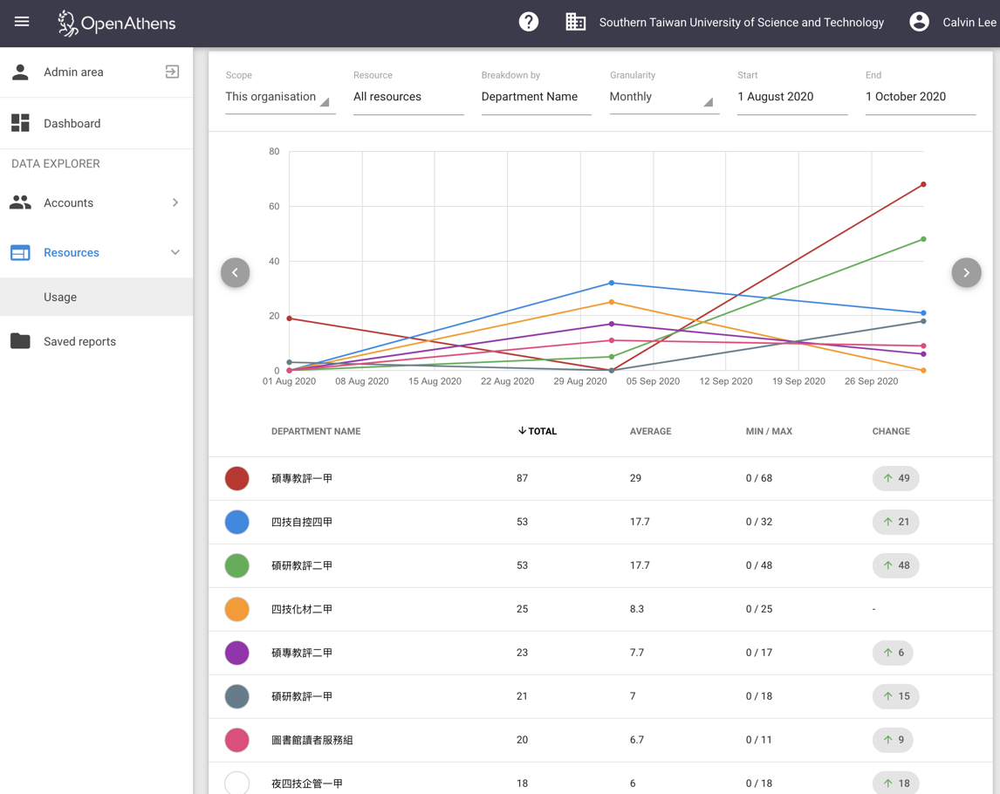 OpenAthens
Southern Taiwan University of Science and Technology
Calvin Lee
Admin area
Dashboard
DATA EXPLORER
Accounts
Resources
Usage
Saved reports
Scope Resource Breakdown by Granularity Start End
This organisation All resources Department Name Monthly 1 August 2020 1 October 2020
80
60
40
20
0
01 Aug 2020 08 Aug 2020 15 Aug 2020 22 Aug 2020 29 Aug 2020 05 Sep 2020 12 Sep 2020 19 Sep 2020 26 Sep 2020
DEPARTMENT NAME ↓TOTAL AVERAGE MIN / MAX CHANGE
碩專教評一甲 87 29 0 / 68 ↑ 49
四技自控四甲 53 17.7 0 / 32 ↑ 21
碩研教評二甲 53 17.7 0 / 48 ↑ 48
四技化材二甲 25 8.3 0 / 25 -
碩專教評二甲 23 7.7 0 / 17 ↑ 6
碩研教評一甲 21 7 0 / 18 ↑ 15
圖書館讀者服務組 20 6.7 0 / 11 ↑ 9
夜四技企管一甲 18 6 0 / 18 ↑ 18